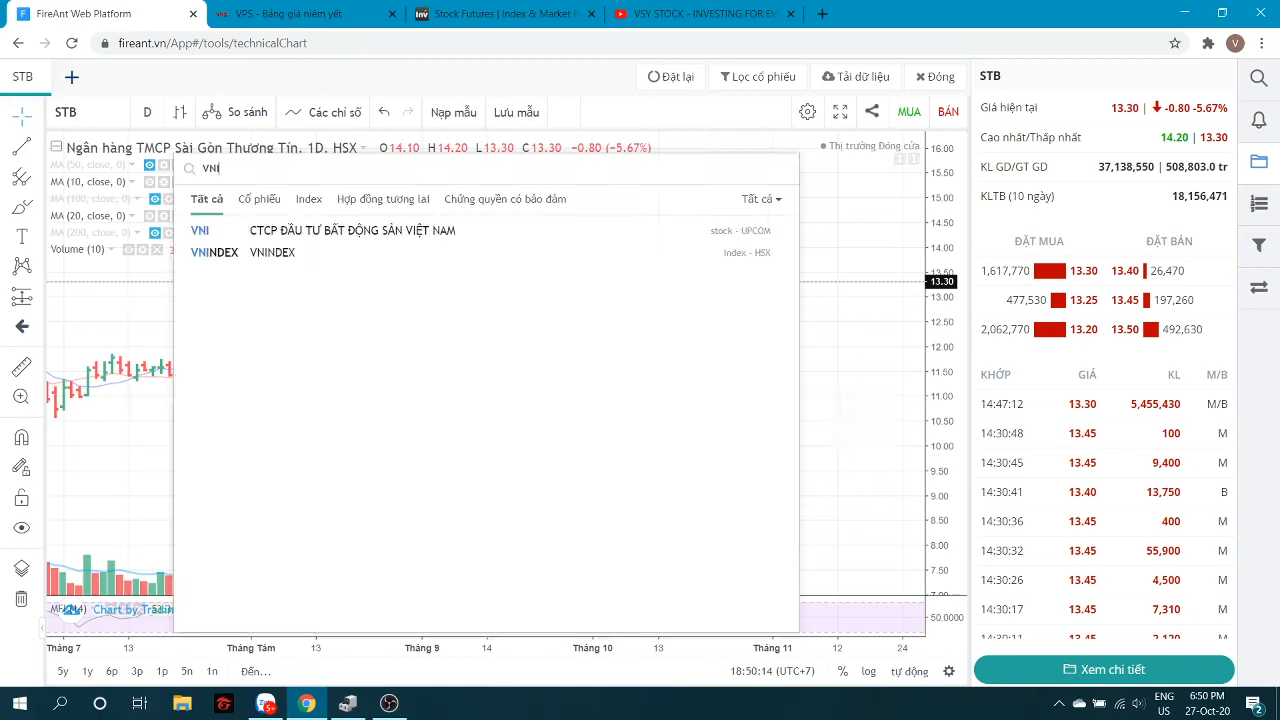 FireAnt Web Platform
VPS - Bảng giá niêm yết
Stock Futures | Index & Market F
VSY STOCK - INVESTING FOR EV
fireant.vn/App#/tools/technicalChart
V
STB
Đặt lại
Lọc cổ phiếu
Tải dữ liệu
Đóng
STB
STB
D
So sánh
Các chỉ số
Nạp mẫu
Lưu mẫu
MUA
BÁN
Ngân hàng TMCP Sài Gòn Thương Tín, 1D, HSX
O14.10 H14.20 L13.30 C13.30 −0.80 (−5.67%)
Thị trường Đóng cửa
MA (50, close, 0)
MA (10, close, 0)
MA (100, close, 0)
MA (20, close, 0)
MA (200, close, 0)
Volume (10)
VNI
Tất cả
Cổ phiếu
Index
Hợp đồng tương lai
Chứng quyền có bảo đảm
Tất cả
VNI CTCP ĐẦU TƯ BẤT ĐỘNG SẢN VIỆT NAM stock - UPCOM
VNINDEX VNINDEX index - HSX
16.00
15.50
15.00
14.50
14.00
13.50
13.30
13.00
12.50
12.00
11.50
11.00
10.50
10.00
9.50
9.00
8.50
8.00
7.50
7.00
50.0000
Chart by Tradin
Tháng 7
13
Tháng Tám
13
Tháng 9
14
Tháng 10
13
Tháng 11
12
24
5y 1y 6p 3p 1p 5n 1n Đến...
18:50:14 (UTC+7)
% log tự động
Giá hiện tại 13.30 -0.80 -5.67%
Cao nhất/Thấp nhất 14.20 | 13.30
KL GD/GT GD 37,138,550 | 508,803.0 tr
KLTB (10 ngày) 18,156,471
ĐẶT MUA ĐẶT BÁN
1,617,770 13.30 13.40 26,470
477,530 13.25 13.45 197,260
2,062,770 13.20 13.50 492,630
KHỚP GIÁ KL M/B
14:47:12 13.30 5,455,430 M/B
14:30:48 13.45 100 M
14:30:45 13.45 9,400 M
14:30:41 13.40 13,750 B
14:30:36 13.45 400 M
14:30:32 13.45 55,900 M
14:30:26 13.45 4,500 M
14:30:17 13.45 7,310 M
14:30:11 13.45 2,120 M
Xem chi tiết
5+
ENG
US
6:50 PM
27-Oct-20
2